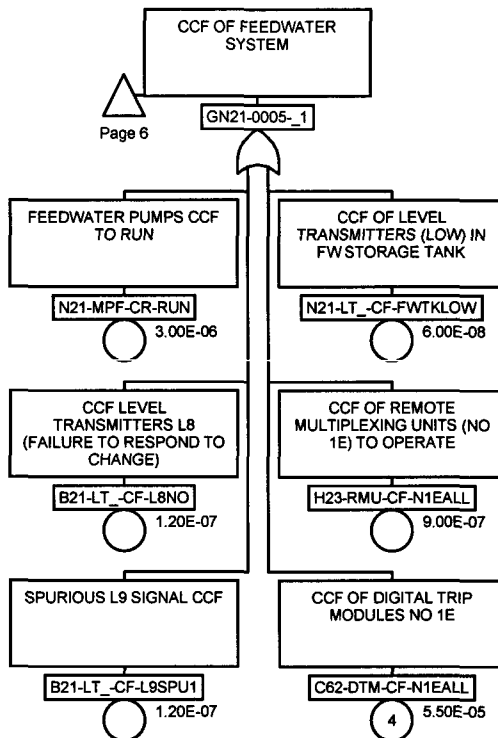 CCF OF FEEDWATER
SYSTEM
Page 6
GN21-0005-_1
FEEDWATER PUMPS CCF
TO RUN
N21-MPF-CR-RUN
3.00E-06
CCF OF LEVEL
TRANSMITTERS (LOW) IN
FW STORAGE TANK
N21-LT_-CF-FWTKLOW
6.00E-08
CCF LEVEL
TRANSMITTERS L8
(FAILURE TO RESPOND TO
CHANGE)
B21-LT_-CF-L8NO
1.20E-07
CCF OF REMOTE
MULTIPLEXING UNITS (NO
1E) TO OPERATE
H23-RMU-CF-N1EALL
9.00E-07
SPURIOUS L9 SIGNAL CCF
B21-LT_-CF-L9SPU1
1.20E-07
CCF OF DIGITAL TRIP
MODULES NO 1E
C62-DTM-CF-N1EALL
4
5.50E-05